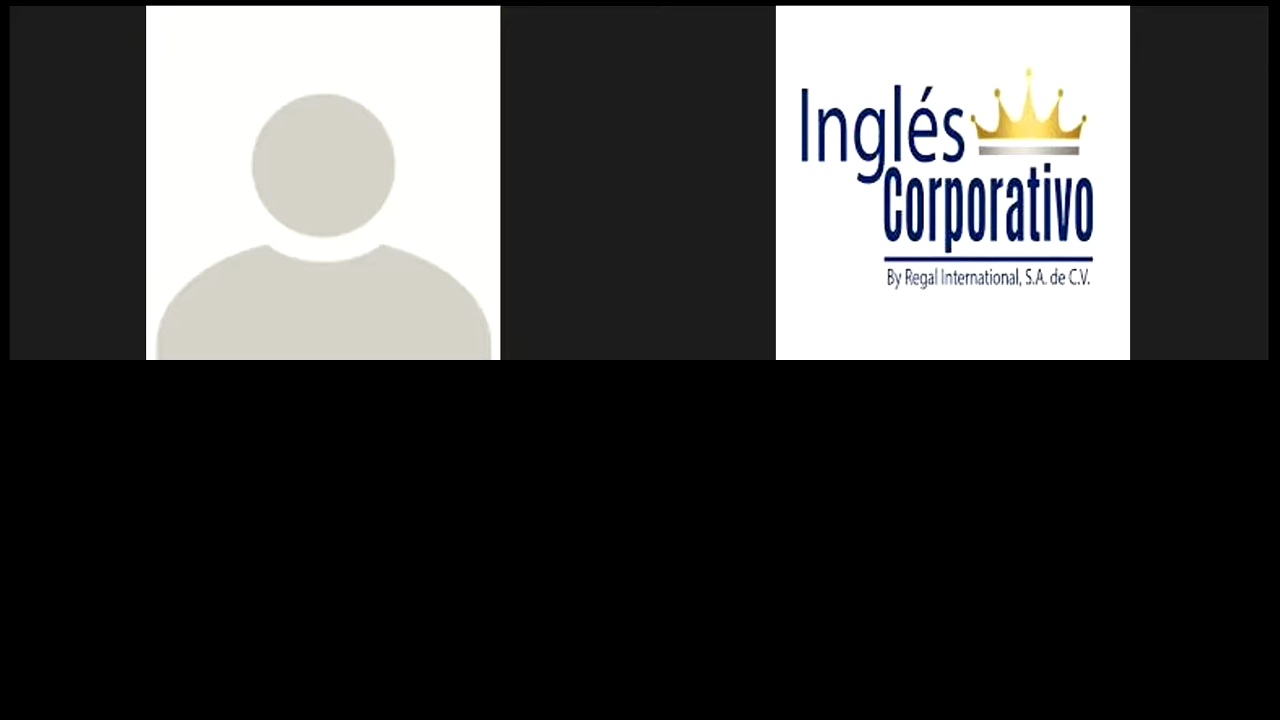 Inglés
Corporativo
By Regal International, S.A. de C.V.